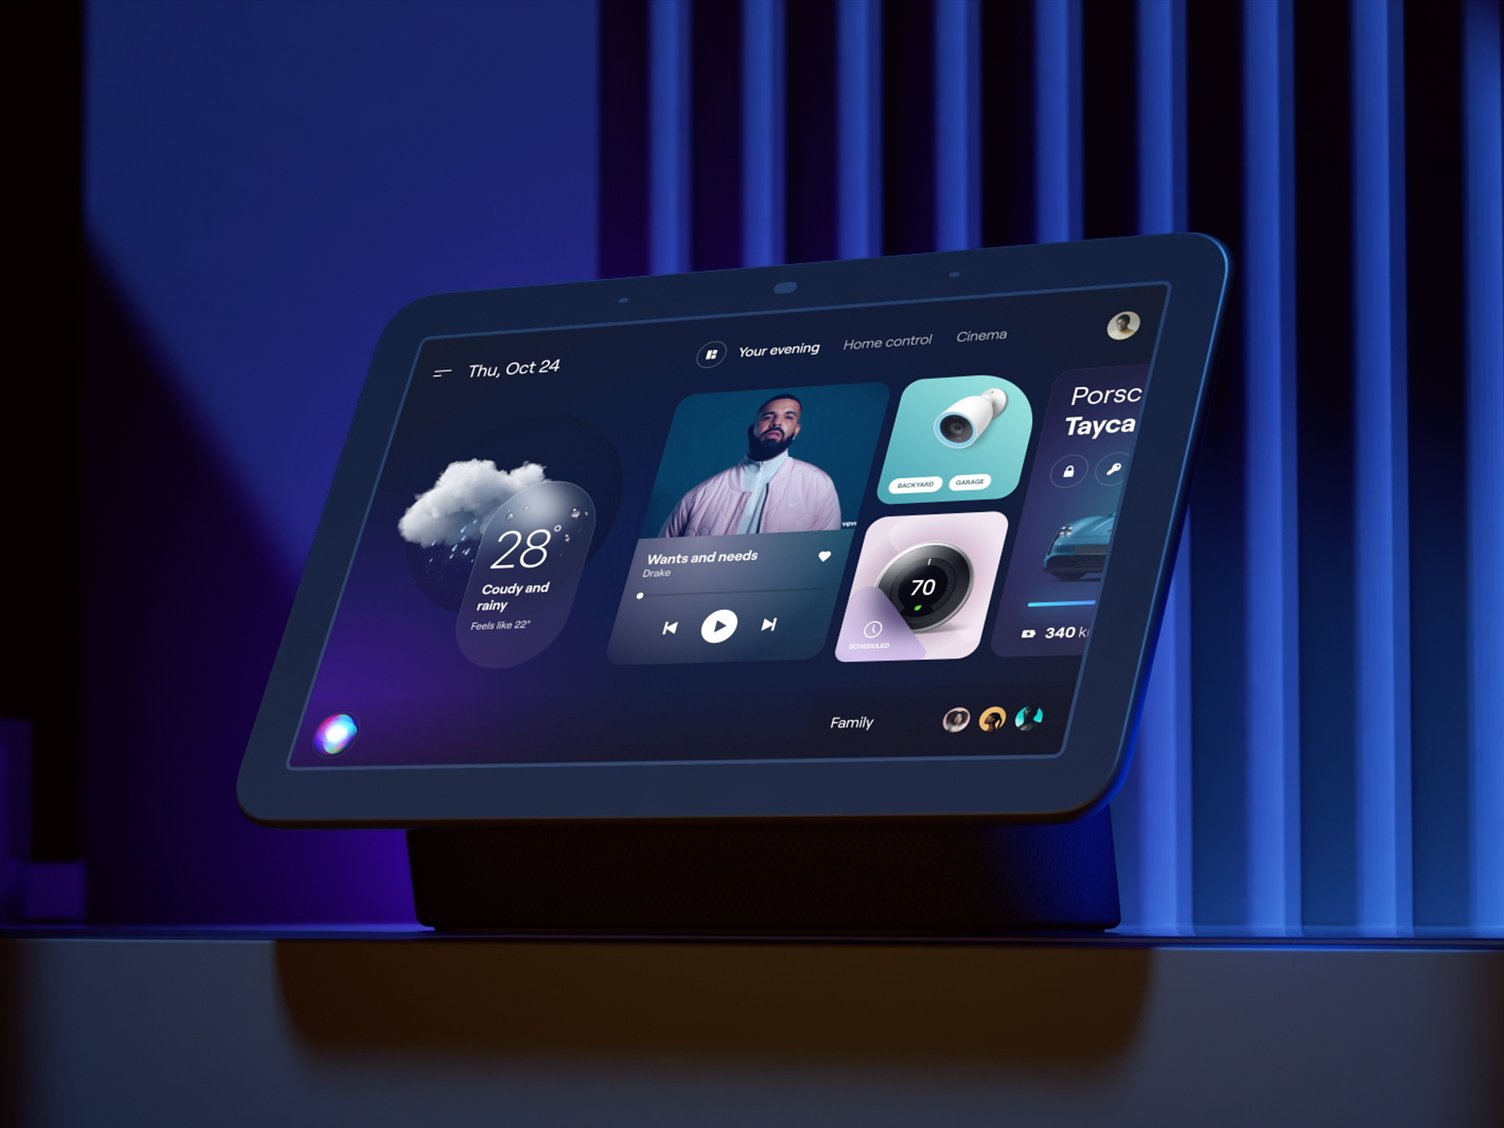 Thu, Oct 24
Your evening
Home control
Cinema
28°
Coudy and
rainy
Feels like 22°
vevo
Wants and needs
Drake
BACKYARD
GARAGE
70
SCHEDULED
Porsc
Tayca
340 k
Family